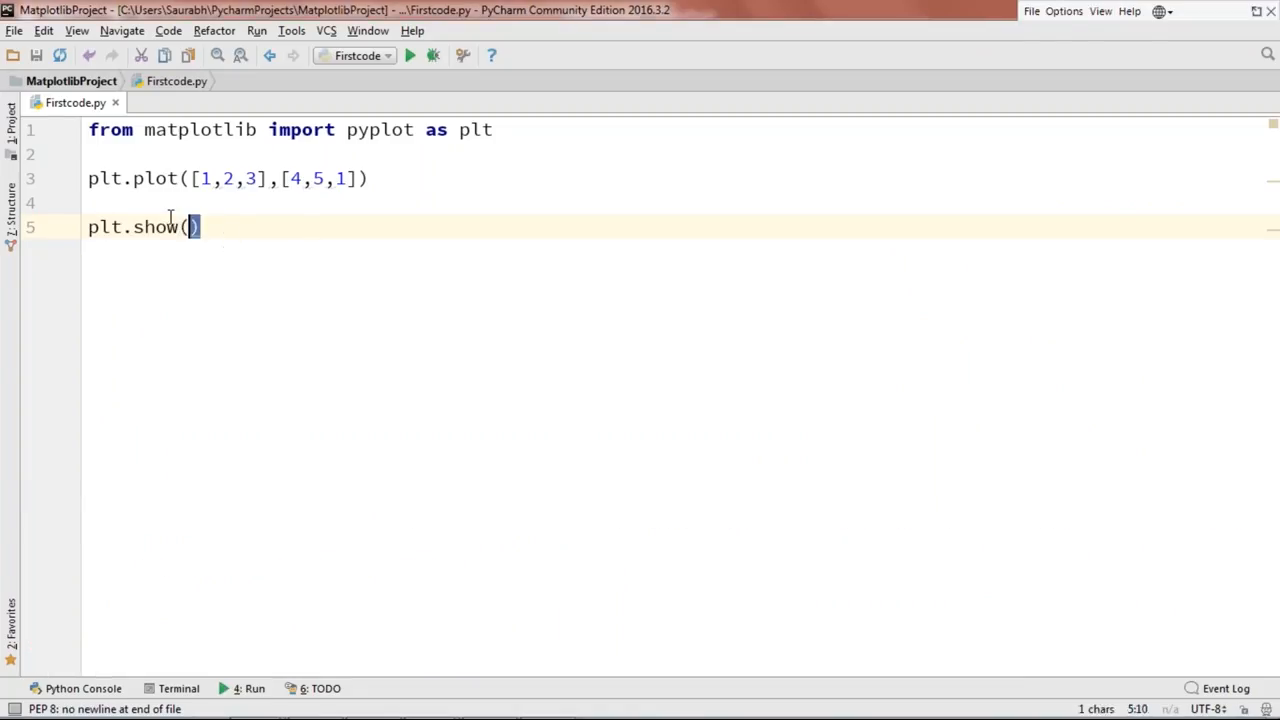 MatplotlibProject - [C:\Users\Saurabh\PycharmProjects\MatplotlibProject] - ...\Firstcode.py - PyCharm Community Edition 2016.3.2
File Options View Help
File Edit View Navigate Code Refactor Run Tools VCS Window Help
Firstcode
MatplotlibProject Firstcode.py
Firstcode.py
1: Project
Z: Structure
2: Favorites
1 from matplotlib import pyplot as plt
2
3 plt.plot([1,2,3],[4,5,1])
4
5 plt.show()
Python Console Terminal 4: Run 6: TODO Event Log
PEP 8: no newline at end of file 1 chars 5:10 n/a UTF-8